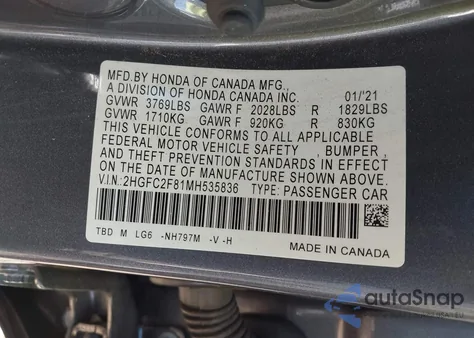 MFD.BY HONDA OF CANADA MFG.,
A DIVISION OF HONDA CANADA INC. 01/'21
GVWR 3769LBS GAWR F 2028LBS R 1829LBS
GVWR 1710KG GAWR F 920KG R 830KG
THIS VEHICLE CONFORMS TO ALL APPLICABLE
FEDERAL MOTOR VEHICLE SAFETY, BUMPER,
AND THEFT PREVENTION STANDARDS IN EFFECT
ON THE DATE OF MANUFACTURE SHOWN ABOVE.
V.I.N: 2HGFC2F81MH535836 TYPE: PASSENGER CAR
TBD M LG6 -NH797M -V -H
MADE IN CANADA
autoSnap